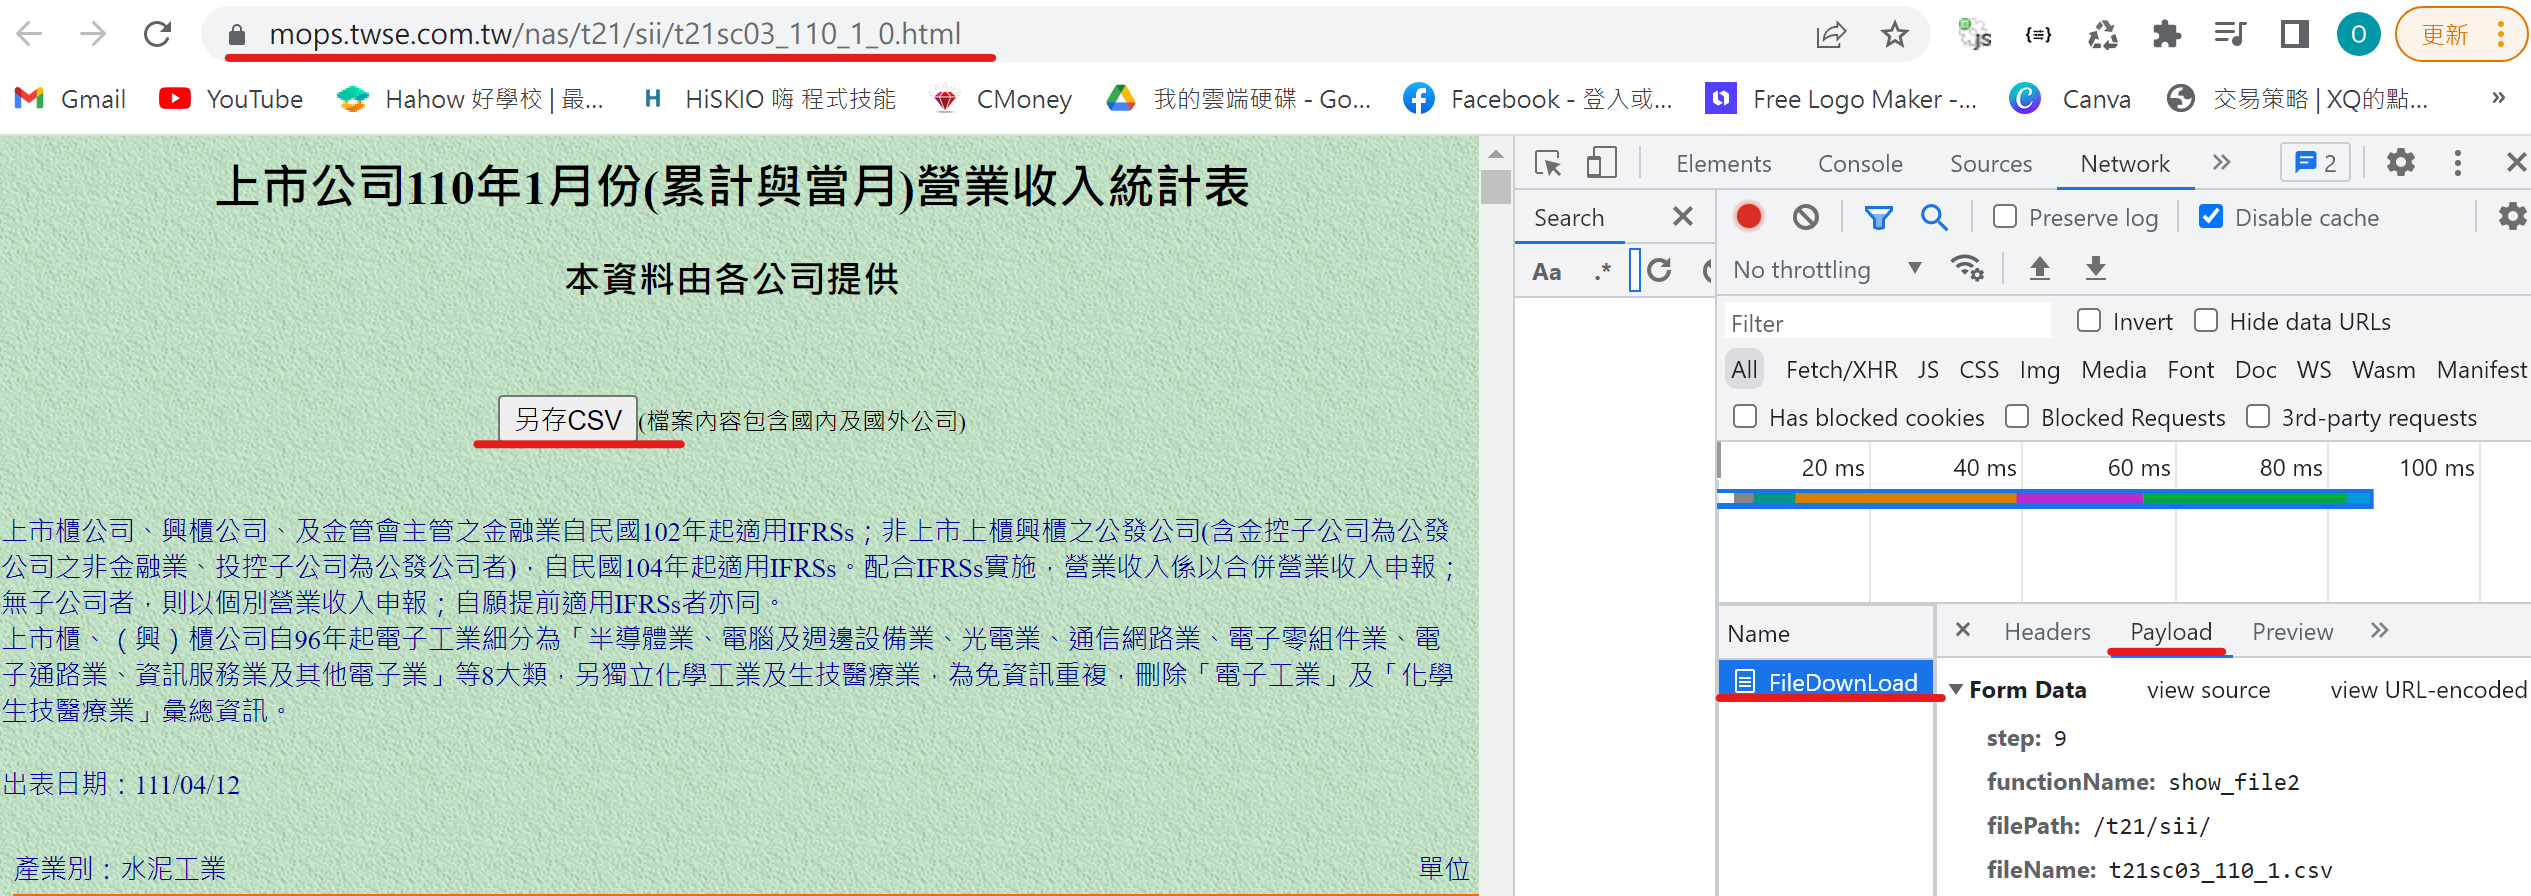 mops.twse.com.tw/nas/t21/sii/t21sc03_110_1_0.html
js
O
更新
Gmail
YouTube
Hahow 好學校 | 最...
H HiSKIO 嗨 程式技能
CMoney
我的雲端硬碟 - Go...
Facebook - 登入或...
Free Logo Maker -...
Canva
交易策略 | XQ的點...
»
上市公司110年1月份(累計與當月)營業收入統計表
本資料由各公司提供
另存CSV (檔案內容包含國內及國外公司)
上市櫃公司、興櫃公司、及金管會主管之金融業自民國102年起適用IFRSs；非上市上櫃興櫃之公發公司(含金控子公司為公發
公司之非金融業、投控子公司為公發公司者)，自民國104年起適用IFRSs。配合IFRSs實施，營業收入係以合併營業收入申報；
無子公司者，則以個別營業收入申報；自願提前適用IFRSs者亦同。
上市櫃、（興）櫃公司自96年起電子工業細分為「半導體業、電腦及週邊設備業、光電業、通信網路業、電子零組件業、電
子通路業、資訊服務業及其他電子業」等8大類，另獨立化學工業及生技醫療業，為免資訊重複，刪除「電子工業」及「化學
生技醫療業」彙總資訊。
出表日期：111/04/12
產業別：水泥工業 單位
Elements Console Sources Network » 2
Search
Preserve log Disable cache
Aa .*
No throttling
Filter
Invert Hide data URLs
All Fetch/XHR JS CSS Img Media Font Doc WS Wasm Manifest
Has blocked cookies Blocked Requests 3rd-party requests
20 ms 40 ms 60 ms 80 ms 100 ms
Name
Headers Payload Preview »
FileDownLoad
Form Data view source view URL-encoded
step: 9
functionName: show_file2
filePath: /t21/sii/
fileName: t21sc03_110_1.csv